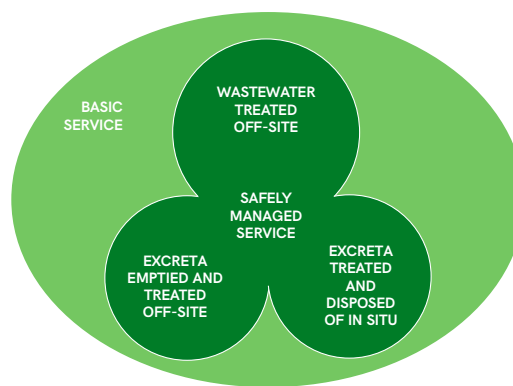 WASTEWATER
TREATED
OFF-SITE
BASIC
SERVICE
SAFELY
MANAGED
SERVICE
EXCRETA
EMPTIED AND
TREATED
OFF-SITE
EXCRETA
TREATED
AND
DISPOSED
OF IN SITU